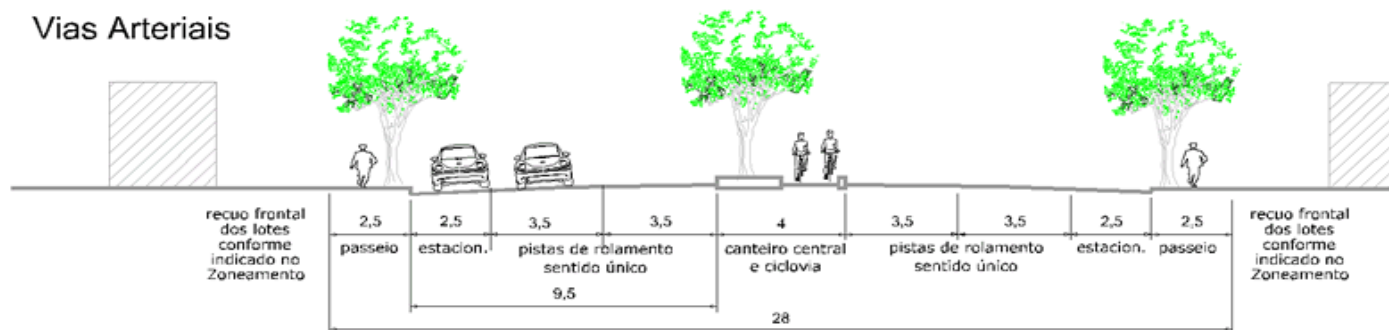 Vias Arteriais
recuo frontal
dos lotes
conforme
indicado no
Zoneamento
2,5
passeio
2,5
estacion.
3,5
3,5
pistas de rolamento
sentido único
4
canteiro central
e ciclovia
3,5
3,5
pistas de rolamento
sentido único
2,5
estacion.
2,5
passeio
recuo frontal
dos lotes
conforme
indicado no
Zoneamento
9,5
28